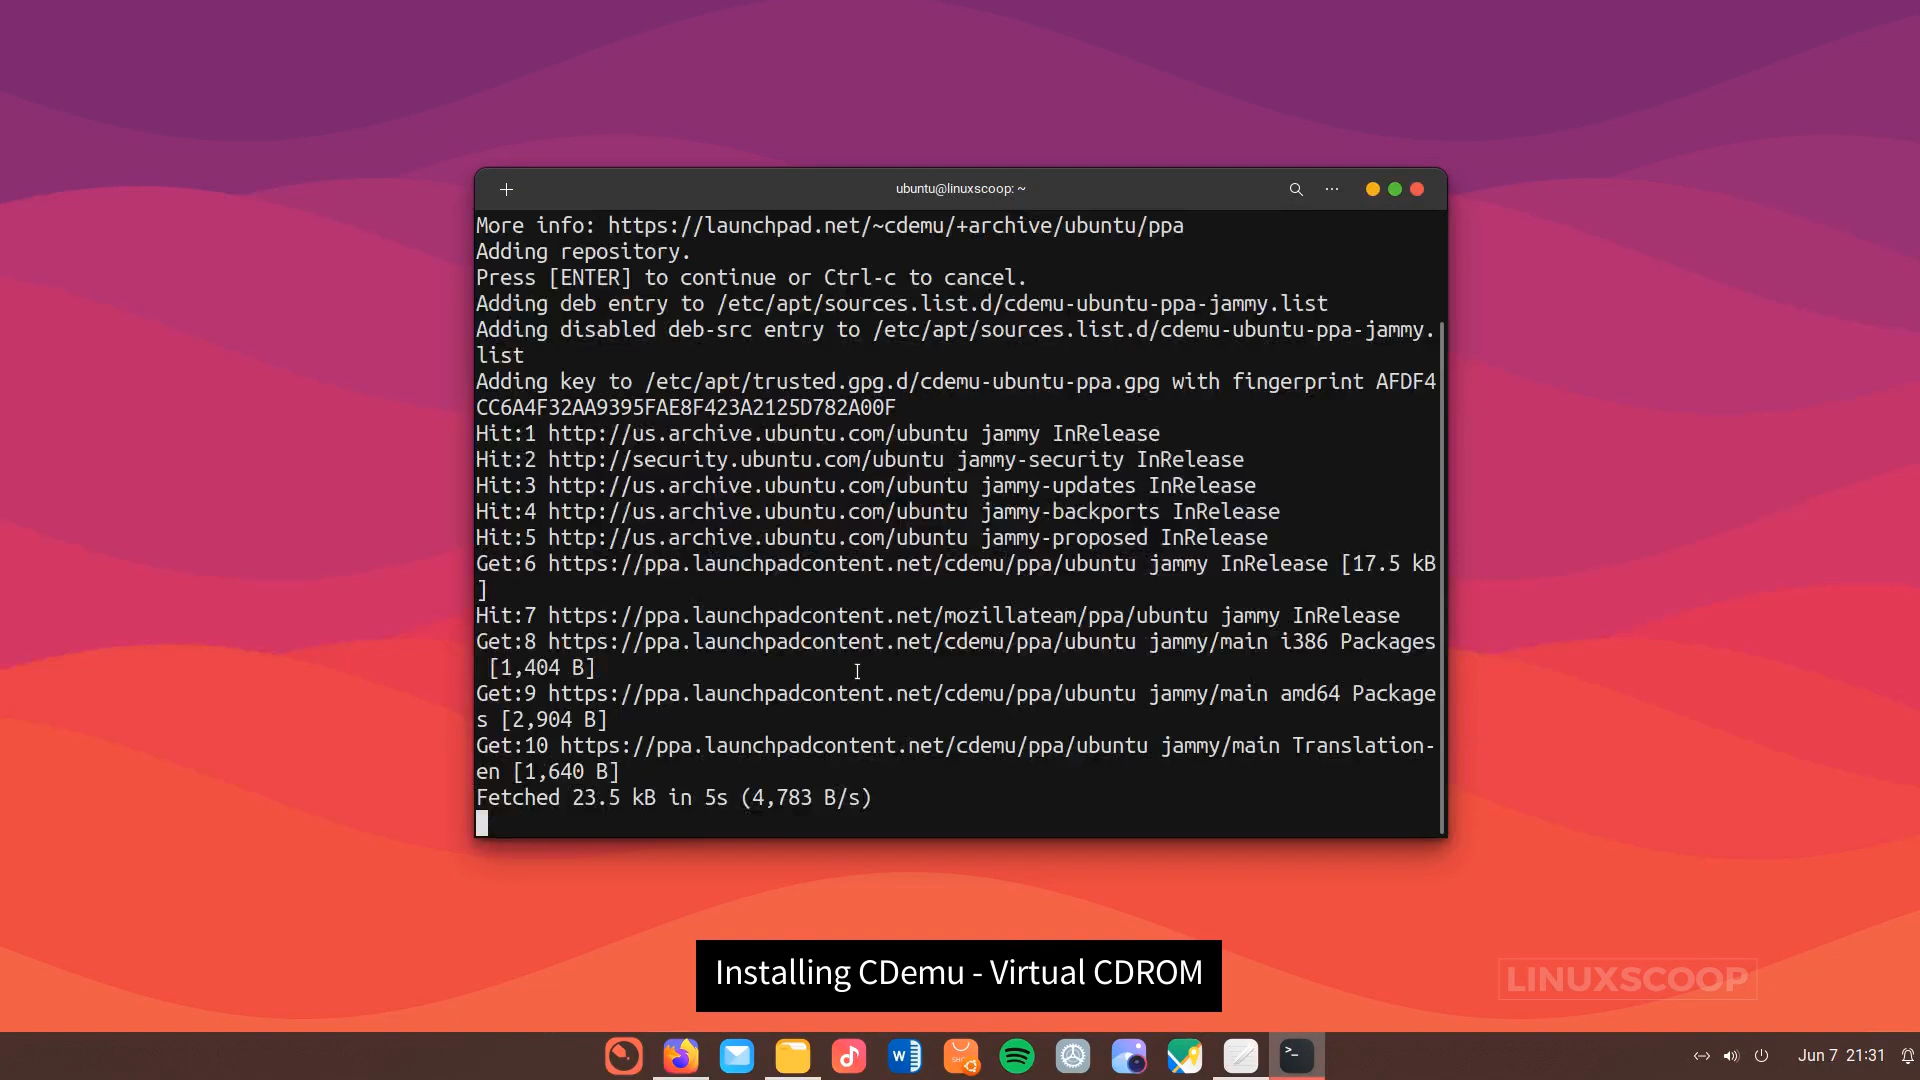 ubuntu@linuxscoop: ~
More info: https://launchpad.net/~cdemu/+archive/ubuntu/ppa
Adding repository.
Press [ENTER] to continue or Ctrl-c to cancel.
Adding deb entry to /etc/apt/sources.list.d/cdemu-ubuntu-ppa-jammy.list
Adding disabled deb-src entry to /etc/apt/sources.list.d/cdemu-ubuntu-ppa-jammy.
list
Adding key to /etc/apt/trusted.gpg.d/cdemu-ubuntu-ppa.gpg with fingerprint AFDF4
CC6A4F32AA9395FAE8F423A2125D782A00F
Hit:1 http://us.archive.ubuntu.com/ubuntu jammy InRelease
Hit:2 http://security.ubuntu.com/ubuntu jammy-security InRelease
Hit:3 http://us.archive.ubuntu.com/ubuntu jammy-updates InRelease
Hit:4 http://us.archive.ubuntu.com/ubuntu jammy-backports InRelease
Hit:5 http://us.archive.ubuntu.com/ubuntu jammy-proposed InRelease
Get:6 https://ppa.launchpadcontent.net/cdemu/ppa/ubuntu jammy InRelease [17.5 kB
]
Hit:7 https://ppa.launchpadcontent.net/mozillateam/ppa/ubuntu jammy InRelease
Get:8 https://ppa.launchpadcontent.net/cdemu/ppa/ubuntu jammy/main i386 Packages
 [1,404 B]
Get:9 https://ppa.launchpadcontent.net/cdemu/ppa/ubuntu jammy/main amd64 Package
s [2,904 B]
Get:10 https://ppa.launchpadcontent.net/cdemu/ppa/ubuntu jammy/main Translation-
en [1,640 B]
Fetched 23.5 kB in 5s (4,783 B/s)
Installing CDemu - Virtual CDROM
LINUXSCOOP
W
>_
Jun 7 21:31